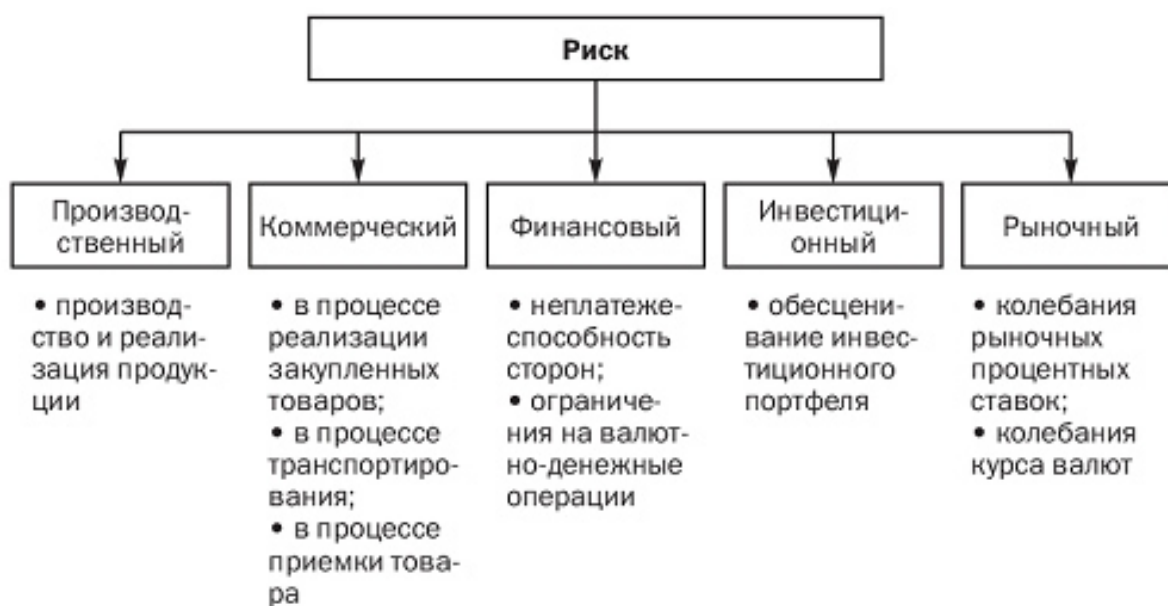 Риск
Производ-
ственный
Коммерческий
Финансовый
Инвестици-
онный
Рыночный
• производ-
ство и реали-
зация продук-
ции
• в процессе
реализации
закупленных
товаров;
• в процессе
транспортиро-
вания;
• в процессе
приемки това-
ра
• неплатеже-
способность
сторон;
• ограниче-
ния на валют-
но-денежные
операции
• обесцени-
вание инвес-
тиционного
портфеля
• колебания
рыночных
процентных
ставок;
• колебания
курса валют